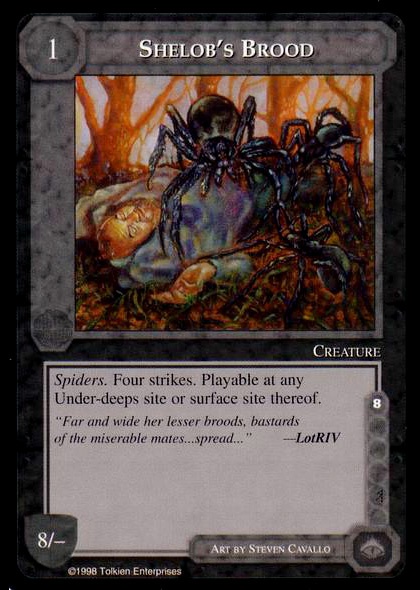 1
SHELOB'S BROOD
CREATURE
Spiders. Four strikes. Playable at any
Under-deeps site or surface site thereof.
"Far and wide her lesser broods, bastards
of the miserable mates...spread..." —LotRIV
8
8/–
ART BY STEVEN CAVALLO
©1998 Tolkien Enterprises